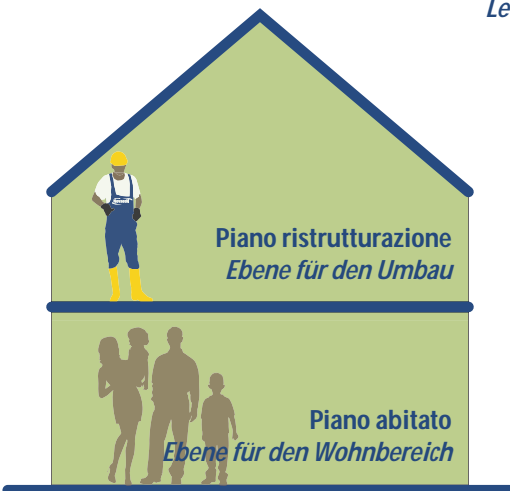 Le
Piano ristrutturazione
Ebene für den Umbau
Piano abitato
Ebene für den Wohnbereich